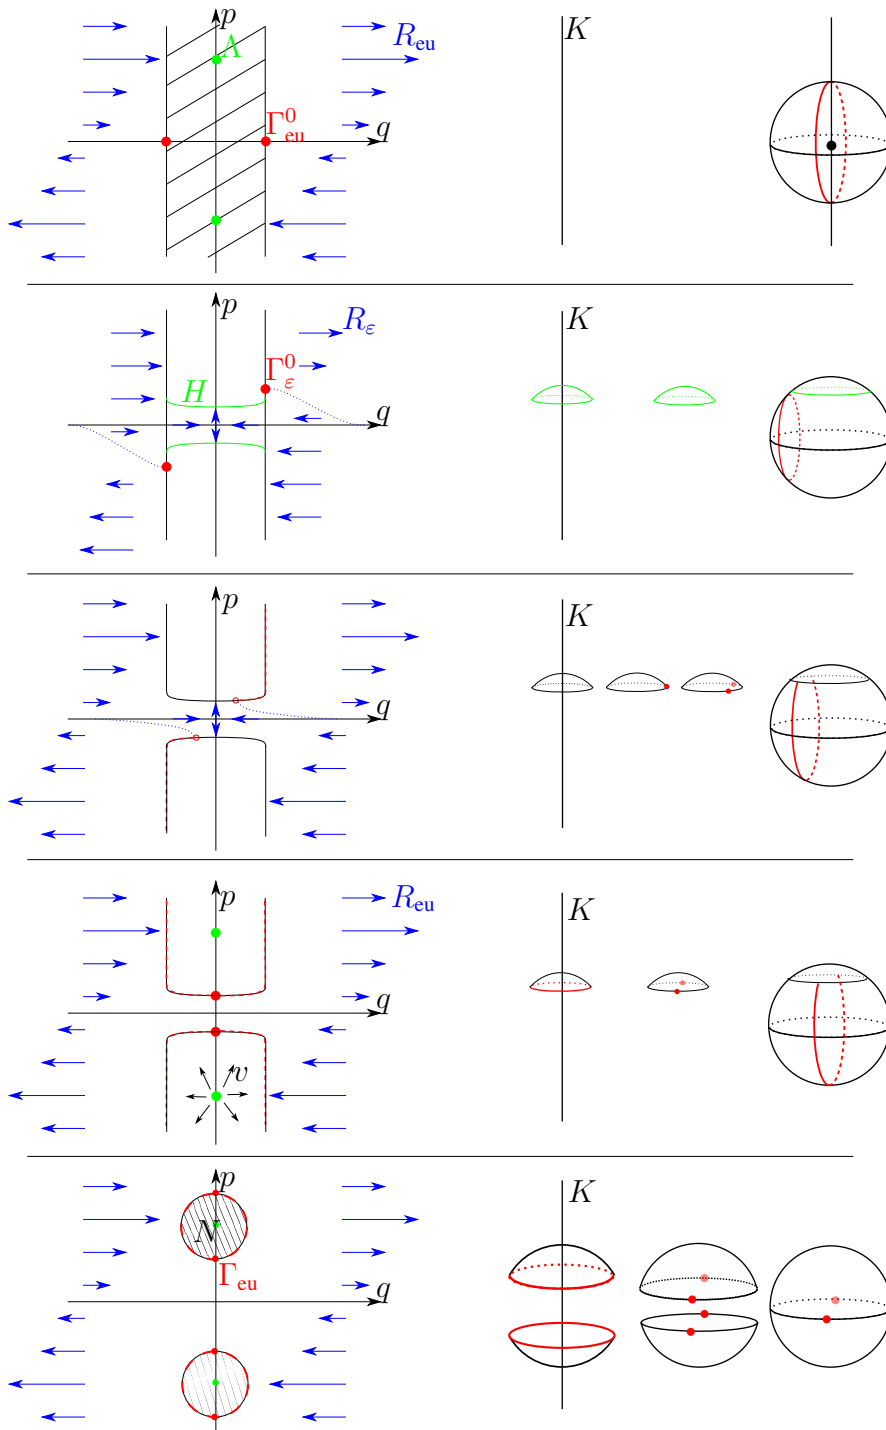 p K
Λ R_eu
Γ^0_eu q
p K
R_ε
H Γ^0_ε
q
p K
q
p R_eu K
q
v
p K
N
Γ_eu
q